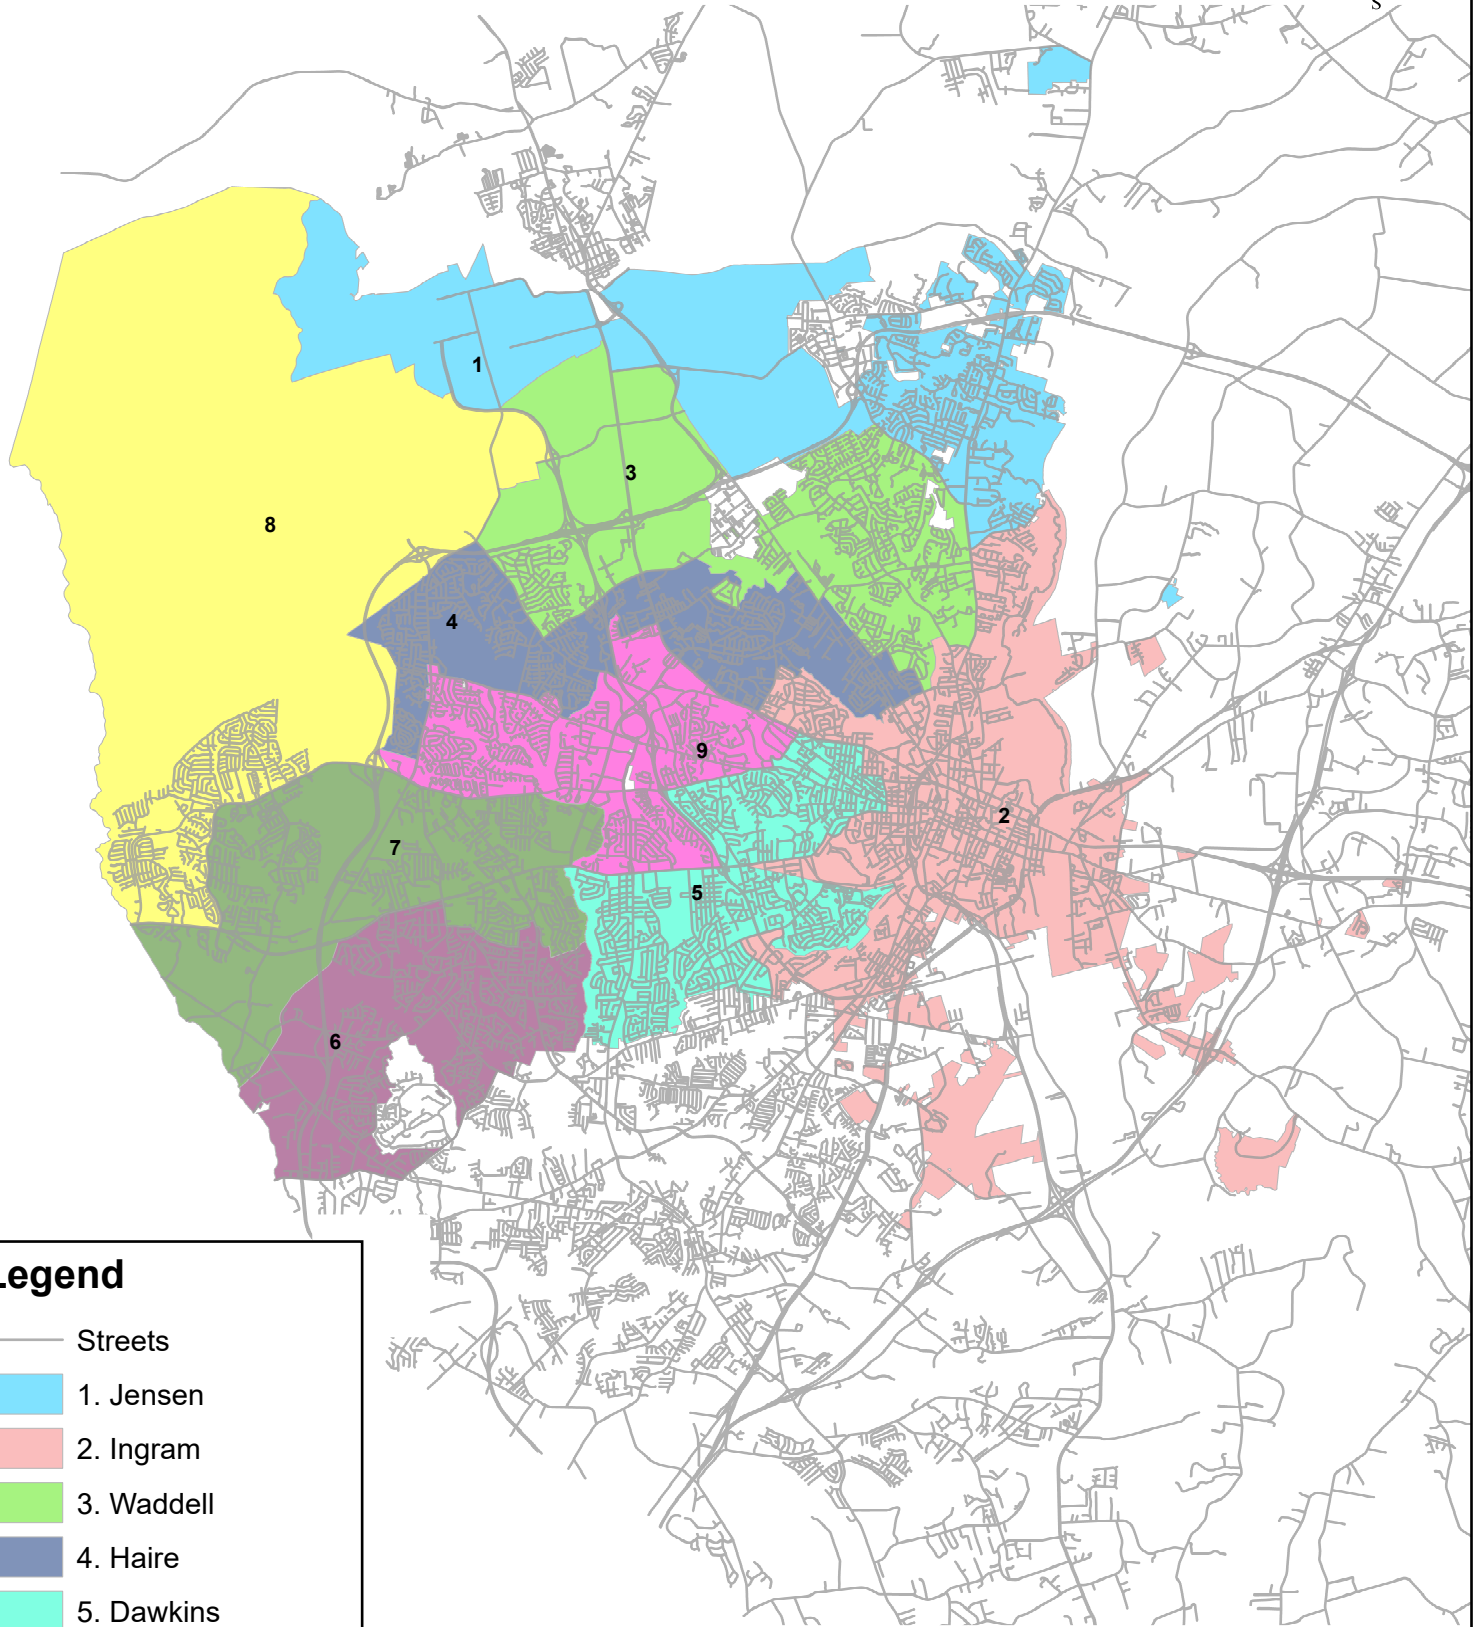 S
1
3
8
4
9
2
7
5
6
Legend
Streets
1. Jensen
2. Ingram
3. Waddell
4. Haire
5. Dawkins